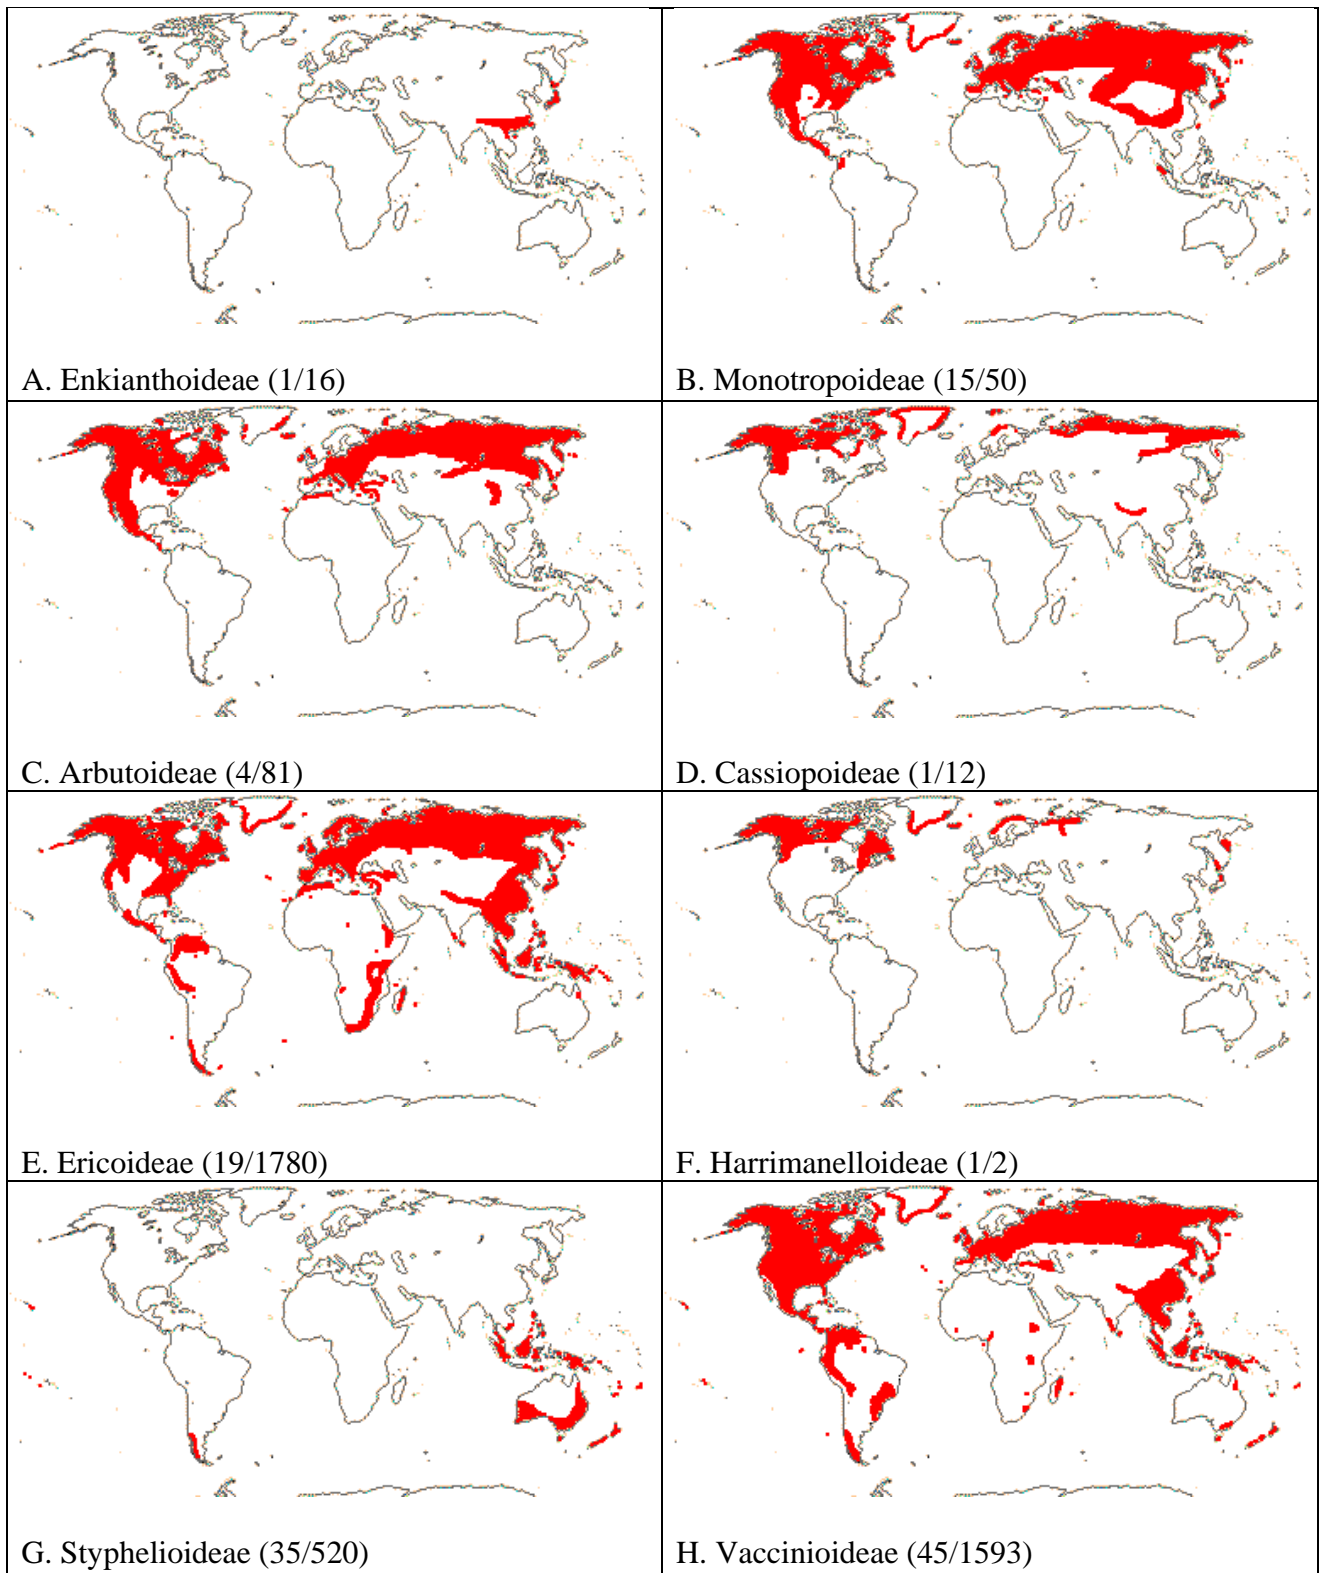 A. Enkianthoideae (1/16)
B. Monotropoideae (15/50)
C. Arbutoideae (4/81)
D. Cassiopoideae (1/12)
E. Ericoideae (19/1780)
F. Harrimanelloideae (1/2)
G. Styphelioideae (35/520)
H. Vaccinioideae (45/1593)